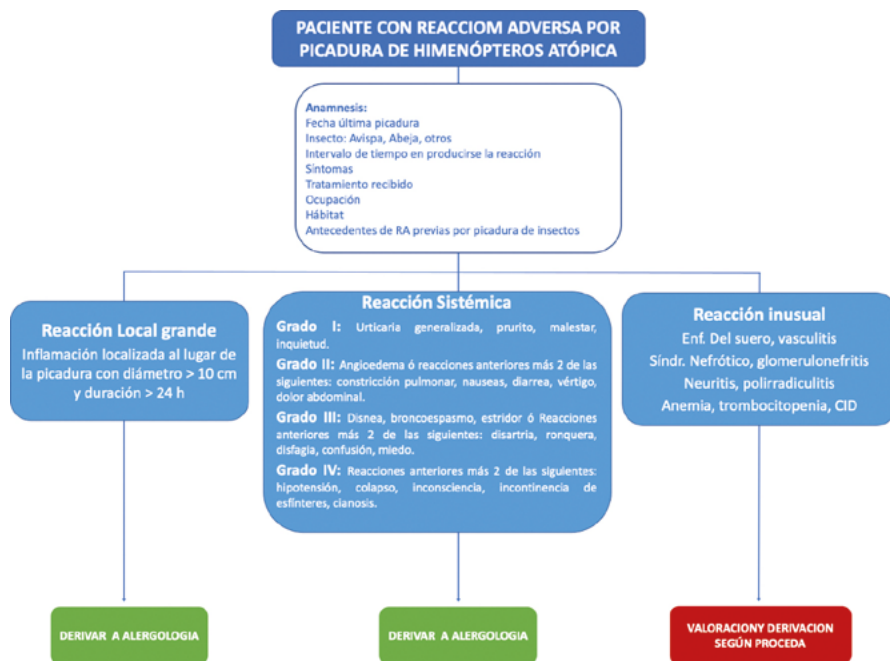 PACIENTE CON REACCIOM ADVERSA POR
PICADURA DE HIMENÓPTEROS ATÓPICA
Anamnesis:
Fecha última picadura
Insecto: Avispa, Abeja, otros
Intervalo de tiempo en producirse la reacción
Síntomas
Tratamiento recibido
Ocupación
Hábitat
Antecedentes de RA previas por picadura de insectos
Reacción Local grande
Inflamación localizada al lugar de
la picadura con diámetro > 10 cm
y duración > 24 h
Reacción Sistémica
Grado I: Urticaria generalizada, prurito, malestar,
inquietud.
Grado II: Angioedema ó reacciones anteriores más 2 de las
siguientes: constricción pulmonar, nauseas, diarrea, vértigo,
dolor abdominal.
Grado III: Disnea, broncoespasmo, estridor ó Reacciones
anteriores más 2 de las siguientes: disartria, ronquera,
disfagia, confusión, miedo.
Grado IV: Reacciones anteriores más 2 de las siguientes:
hipotensión, colapso, inconsciencia, incontinencia de
esfínteres, cianosis.
Reacción inusual
Enf. Del suero, vasculitis
Síndr. Nefrótico, glomerulonefritis
Neuritis, polirradiculitis
Anemia, trombocitopenia, CID
DERIVAR A ALERGOLOGIA
DERIVAR A ALERGOLOGIA
VALORACIONY DERIVACION
SEGÚN PROCEDA